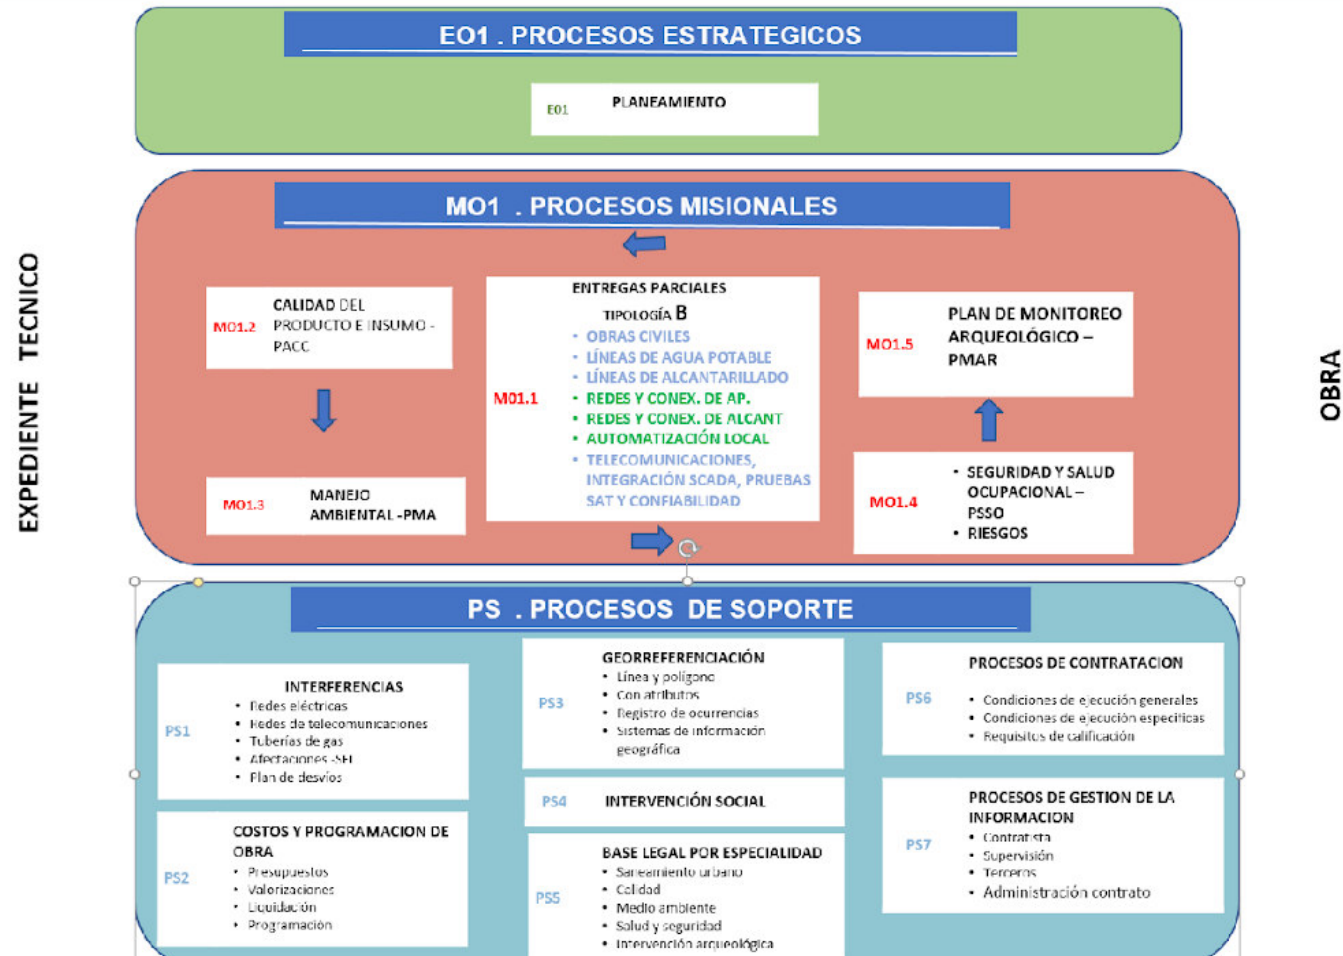 EO1 . PROCESOS ESTRATEGICOS
E01
PLANEAMIENTO
MO1 . PROCESOS MISIONALES
EXPEDIENTE TECNICO
MO1.2
CALIDAD DEL
PRODUCTO E INSUMO -
PACC
MO1.3
MANEJO
AMBIENTAL -PMA
M01.1
ENTREGAS PARCIALES
TIPOLOGÍA B
• OBRAS CIVILES
• LÍNEAS DE AGUA POTABLE
• LÍNEAS DE ALCANTARILLADO
• REDES Y CONEX. DE AP.
• REDES Y CONEX. DE ALCANT
• AUTOMATIZACIÓN LOCAL
• TELECOMUNICACIONES,
INTEGRACIÓN SCADA, PRUEBAS
SAT Y CONFIABILIDAD
MO1.5
PLAN DE MONITOREO
ARQUEOLÓGICO –
PMAR
MO1.4
• SEGURIDAD Y SALUD
OCUPACIONAL –
PSSO
• RIESGOS
OBRA
PS . PROCESOS DE SOPORTE
PS1
INTERFERENCIAS
• Redes eléctricas
• Redes de telecomunicaciones
• Tuberías de gas
• Afectaciones
• Plan de desvíos
PS2
COSTOS Y PROGRAMACION DE
OBRA
• Presupuestos
• Valorizaciones
• Liquidación
• Programación
PS3
GEORREFERENCIACIÓN
• Línea y polígono
• Con atributos
• Registro de ocurrencias
• Sistemas de información
geográfica
PS4
INTERVENCIÓN SOCIAL
PS5
BASE LEGAL POR ESPECIALIDAD
• Saneamiento urbano
• Calidad
• Medio ambiente
• Salud y seguridad
• Intervención arqueológica
PS6
PROCESOS DE CONTRATACION
• Condiciones de ejecución generales
• Condiciones de ejecución especificas
• Requisitos de calificación
PS7
PROCESOS DE GESTION DE LA
INFORMACION
• Contratista
• Supervisión
• Terceros
• Administración contrato